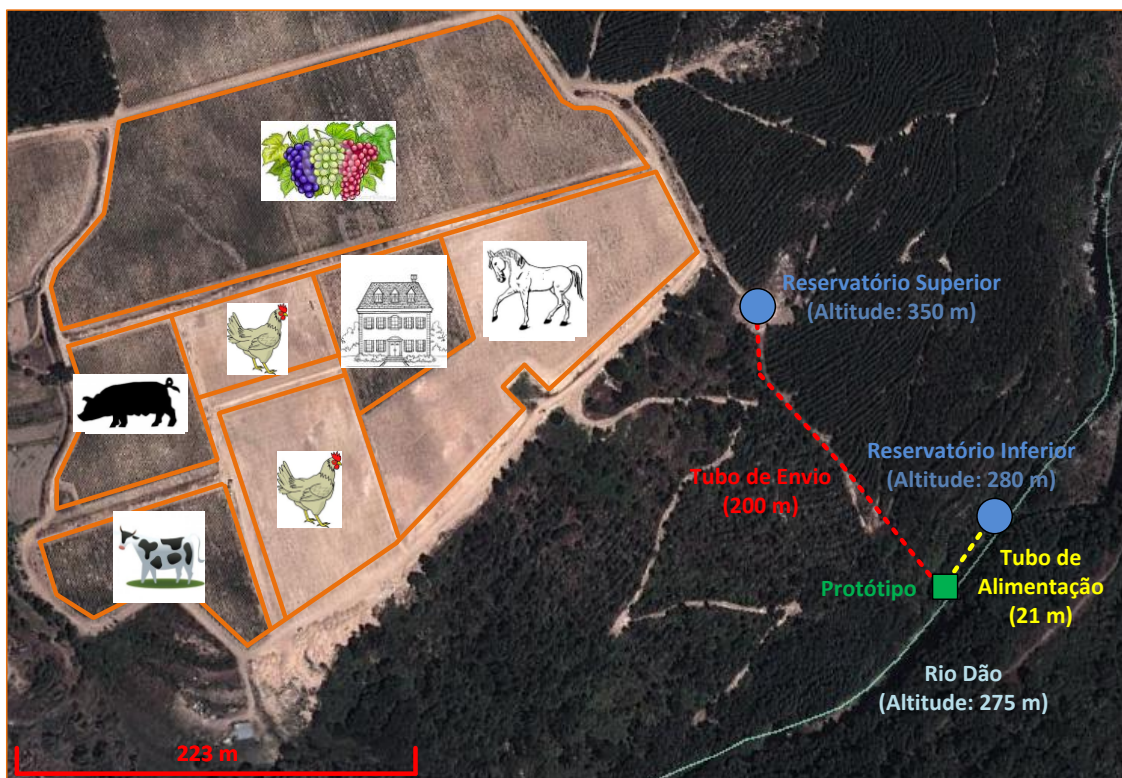 Reservatório Superior
(Altitude: 350 m)
Reservatório Inferior
(Altitude: 280 m)
Tubo de Envio
(200 m)
Protótipo
Tubo de
Alimentação
(21 m)
Rio Dão
(Altitude: 275 m)
223 m